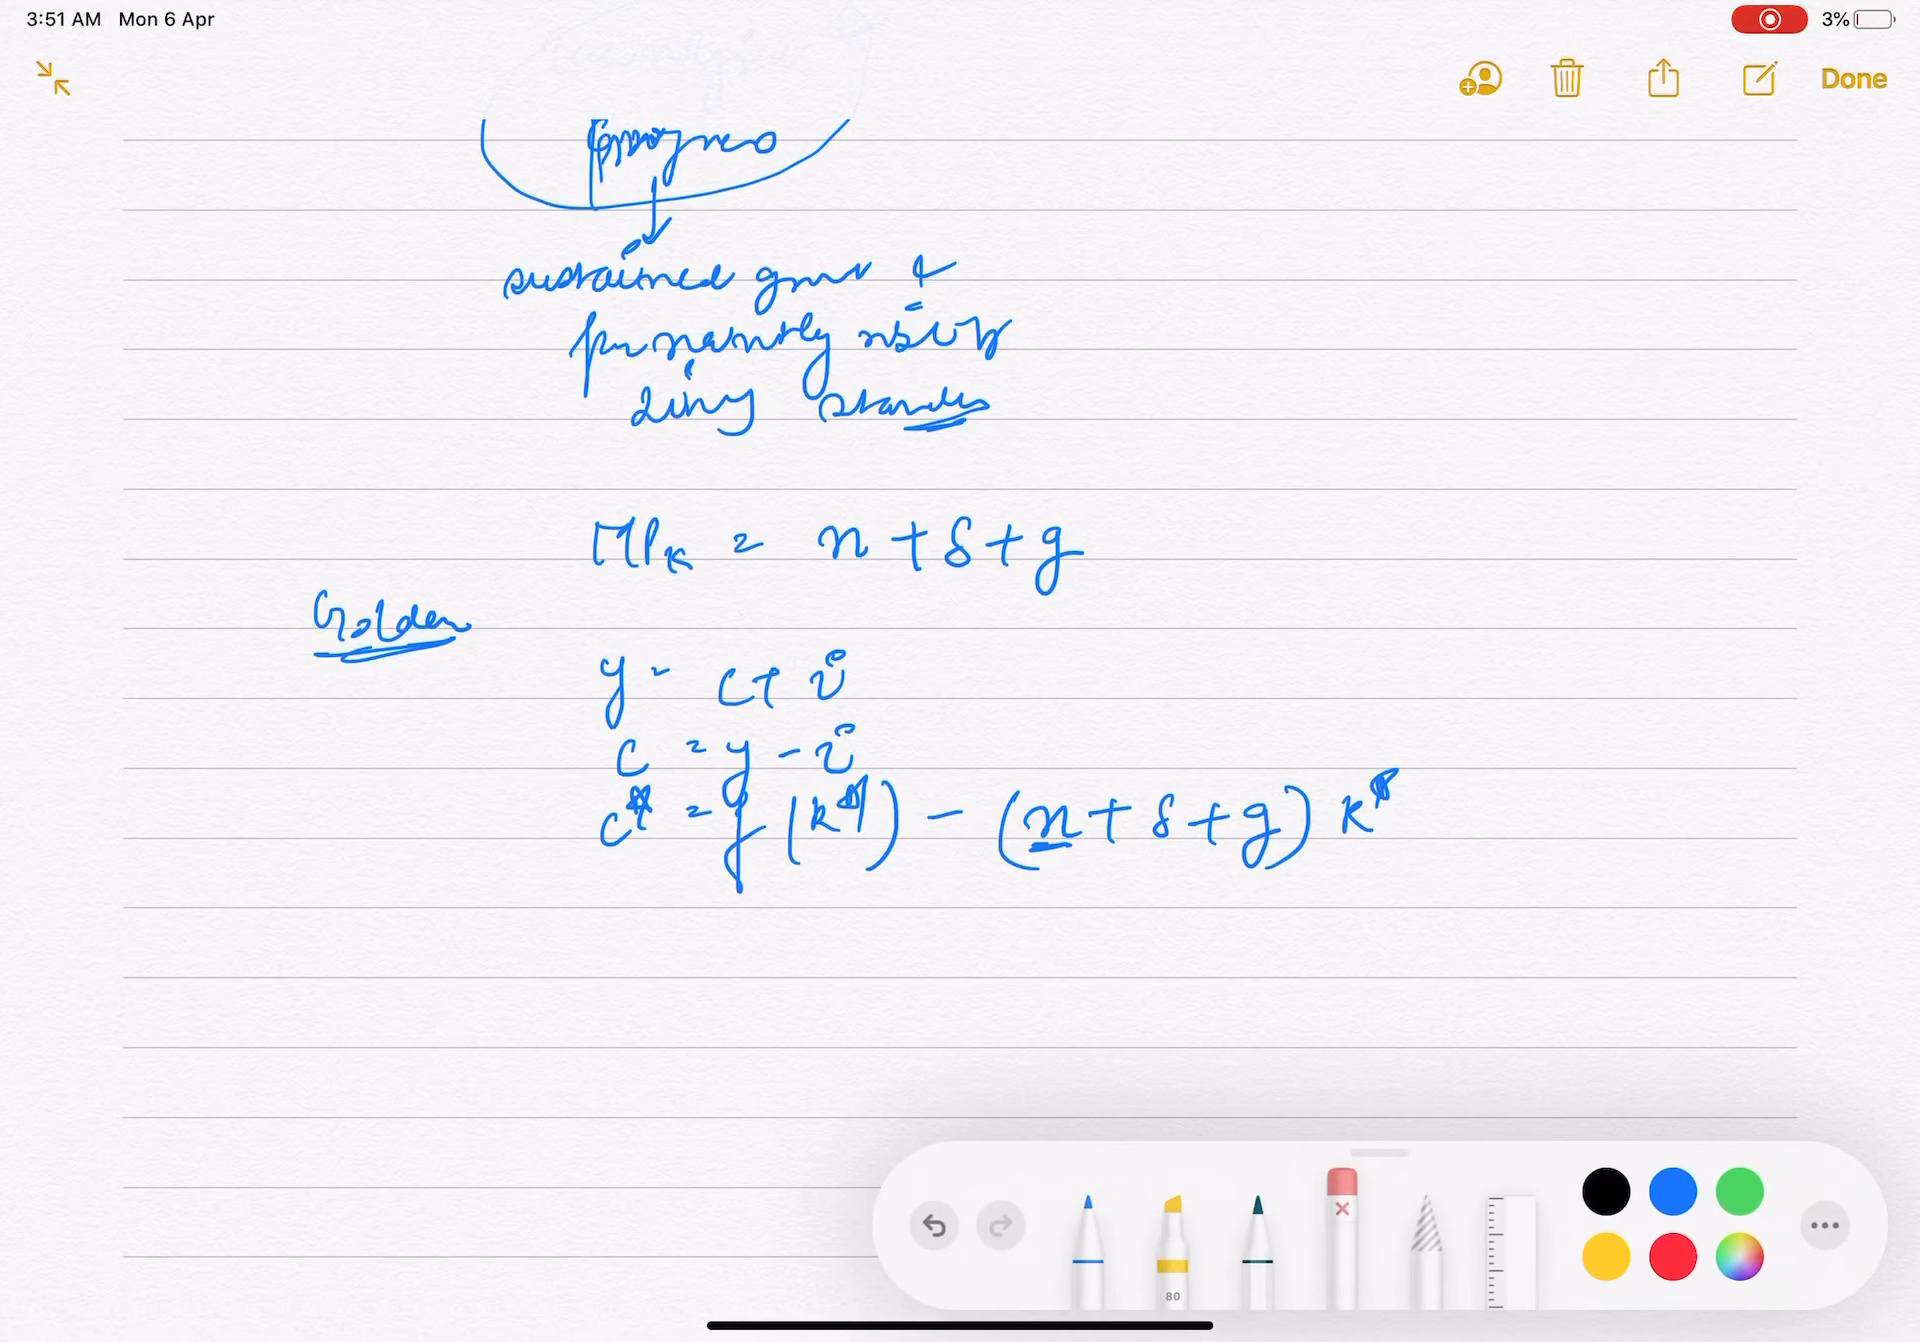 3:51 AM Mon 6 Apr 3%
Done
progress
sustained growth &
permanently rising
living standards
MPK = n + δ + g
Golden
y = c + i
c = y - i
c* = f(k*) - (n + δ + g) k*
80